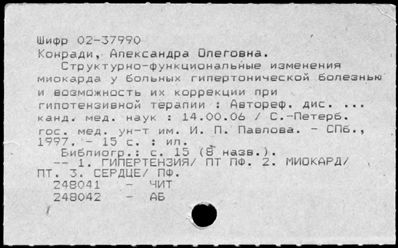 Шифр 02-37990
Конради, Александра Олеговна.
Структурно-функциональные изменения
миокарда у больных гипертонической болезнью
и возможность их коррекции при
гипотензивной терапии : Автореф. дис. ...
канд. мед. наук : 14.00.06 / С.-Петерб.
гос. мед. ун-т им. И. П. Павлова. - СПб.,
1997. - 15 с. : ил.
Библиогр.: с. 15 (8 назв.).
-- 1. ГИПЕРТЕНЗИЯ/ ПТ ПФ. 2. МИОКАРД/
ПТ. 3. СЕРДЦЕ/ ПФ.
248041 - ЧИТ
248042 - АБ